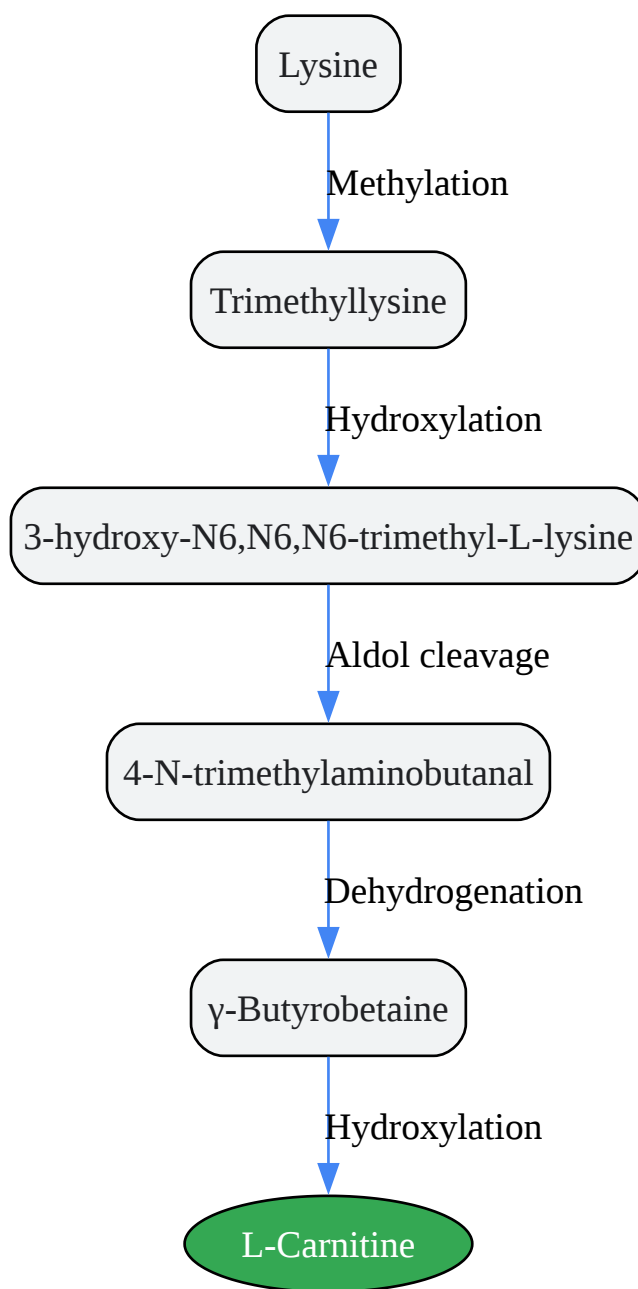 Lysine
Methylation
Trimethyllysine
Hydroxylation
3-hydroxy-N6,N6,N6-trimethyl-L-lysine
Aldol cleavage
4-N-trimethylaminobutanal
Dehydrogenation
γ-Butyrobetaine
Hydroxylation
L-Carnitine